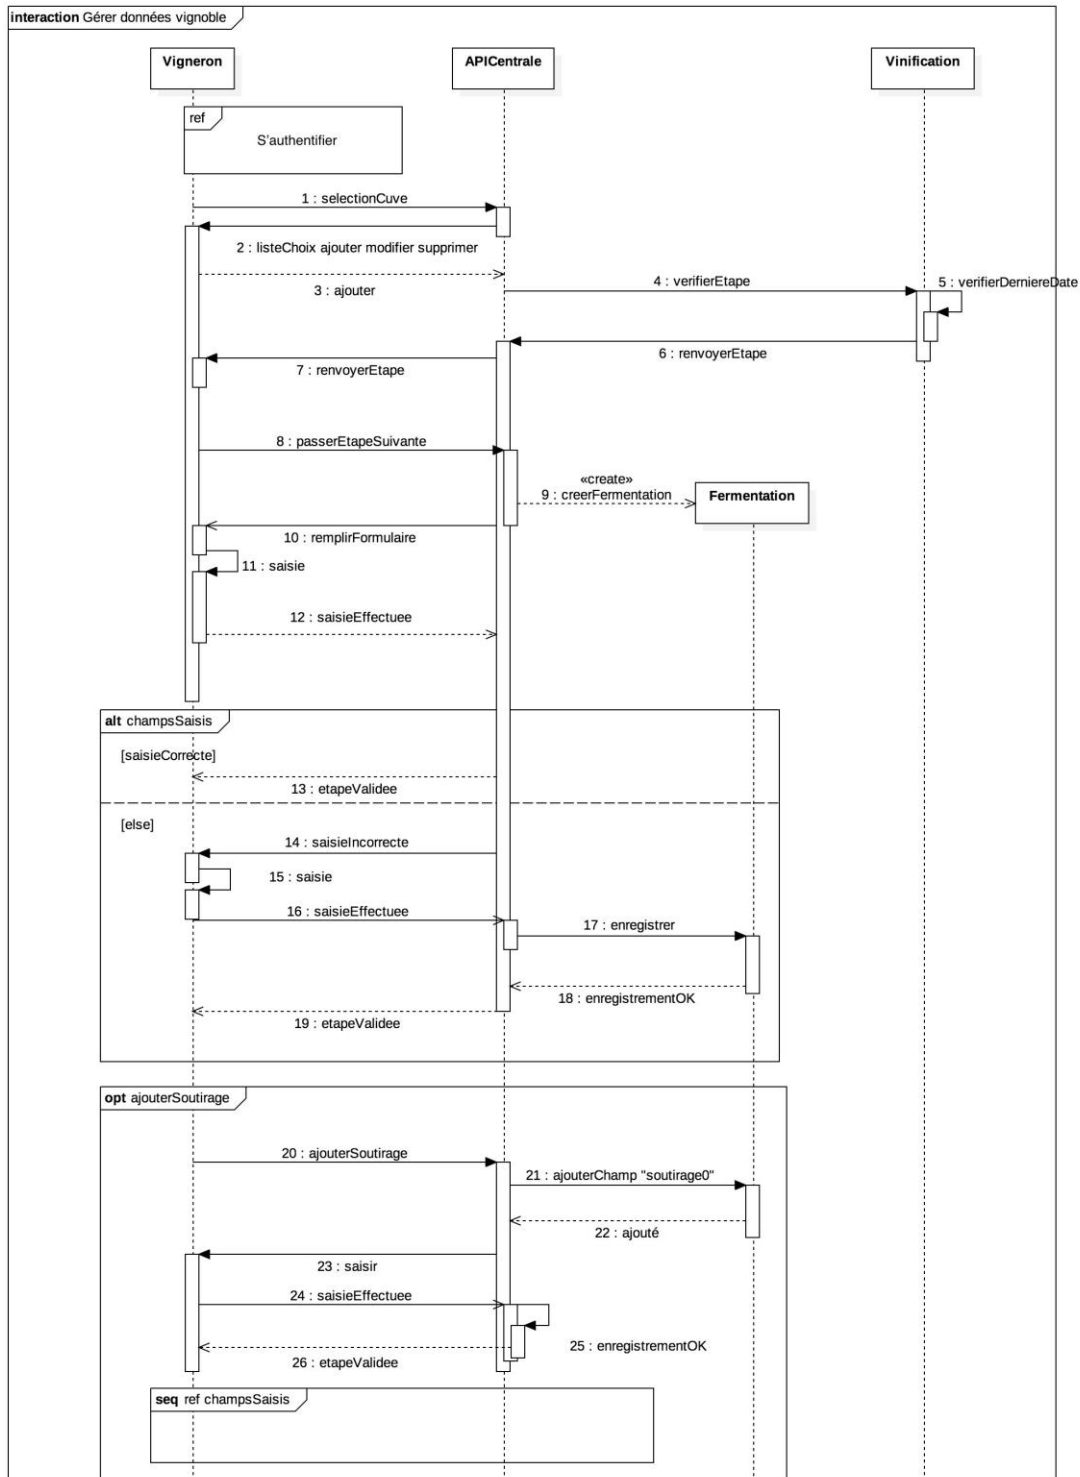 interaction Gérer données vignoble
Vigneron
APICentrale
Vinification
ref
S'authentifier
1 : selectionCuve
2 : listeChoix ajouter modifier supprimer
3 : ajouter
4 : verifierEtape
5 : verifierDerniereDate
6 : renvoyerEtape
7 : renvoyerEtape
8 : passerEtapeSuivante
«create»
9 : creerFermentation
Fermentation
10 : remplirFormulaire
11 : saisie
12 : saisieEffectuee
alt champsSaisis
[saisieCorrecte]
13 : etapeValidee
[else]
14 : saisieIncorrecte
15 : saisie
16 : saisieEffectuee
17 : enregistrer
18 : enregistrementOK
19 : etapeValidee
opt ajouterSoutirage
20 : ajouterSoutirage
21 : ajouterChamp "soutirage0"
22 : ajouté
23 : saisir
24 : saisieEffectuee
25 : enregistrementOK
26 : etapeValidee
seq ref champsSaisis